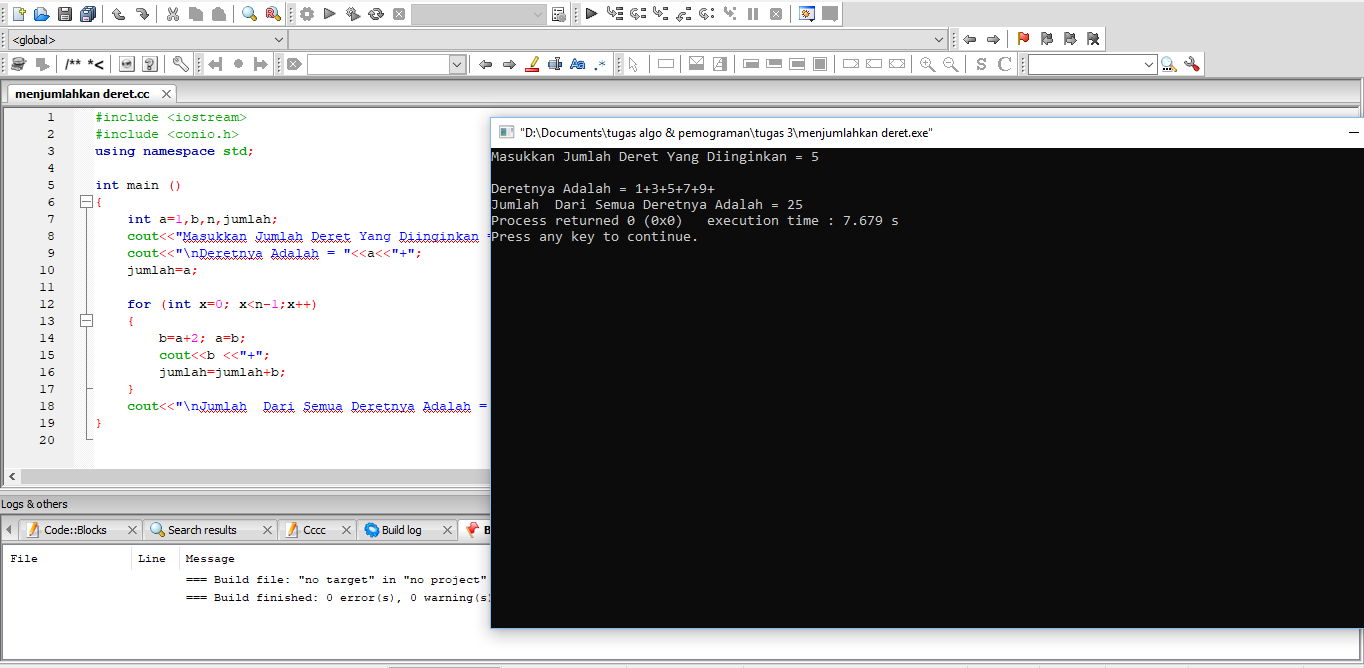 <global>
/** *<
Aa .*
S C
menjumlahkan deret.cc
1 #include <iostream>
2 #include <conio.h>
3 using namespace std;
4
5 int main ()
6 {
7 int a=1,b,n,jumlah;
8 cout<<"Masukkan Jumlah Deret Yang Diinginkan =
9 cout<<"\nDeretnya Adalah = "<<a<<"+";
10 jumlah=a;
11
12 for (int x=0; x<n-1;x++)
13 {
14 b=a+2; a=b;
15 cout<<b <<"+";
16 jumlah=jumlah+b;
17 }
18 cout<<"\nJumlah  Dari Semua Deretnya Adalah =
19 }
20
"D:\Documents\tugas algo & pemograman\tugas 3\menjumlahkan deret.exe"
Masukkan Jumlah Deret Yang Diinginkan = 5
Deretnya Adalah = 1+3+5+7+9+
Jumlah  Dari Semua Deretnya Adalah = 25
Process returned 0 (0x0)   execution time : 7.679 s
Press any key to continue.
Logs & others
Code::Blocks Search results Cccc Build log B
File Line Message
=== Build file: "no target" in "no project"
=== Build finished: 0 error(s), 0 warning(s)